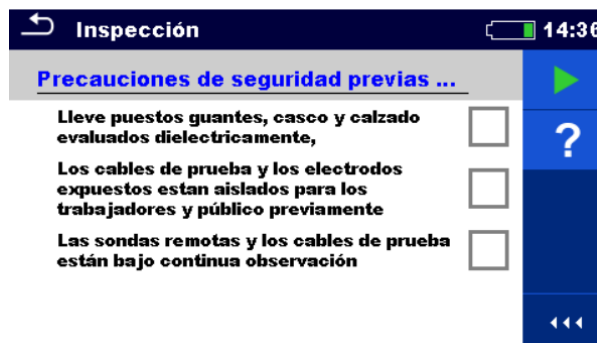 Inspección
14:36
Precauciones de seguridad previas ...
Lleve puestos guantes, casco y calzado
evaluados dielectricamente,
?
Los cables de prueba y los electrodos
expuestos estan aislados para los
trabajadores y público previamente
Las sondas remotas y los cables de prueba
están bajo continua observación